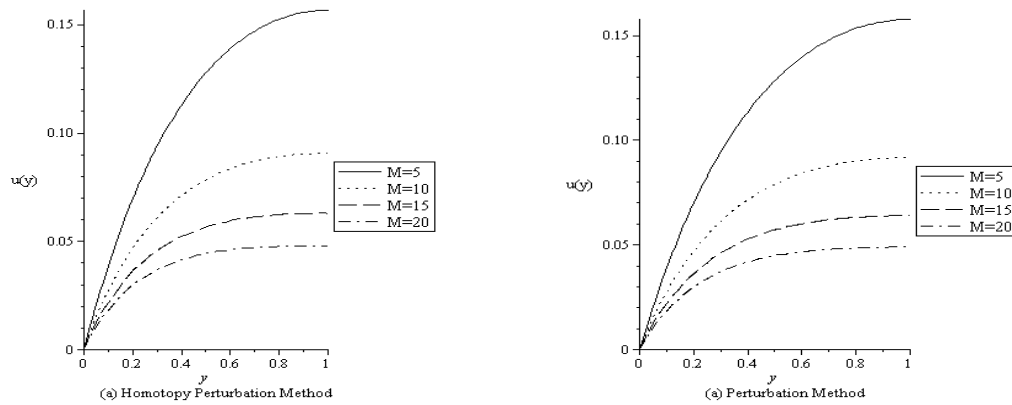 0.15
0.10
u(y)
0.05
0
0
0.2
0.4
0.6
0.8
1
y
M=5
M=10
M=15
M=20
(a) Homotopy Perturbation Method
0.15
0.10
u(y)
0.05
0
0
0.2
0.4
0.6
0.8
1
y
M=5
M=10
M=15
M=20
(a) Perturbation Method